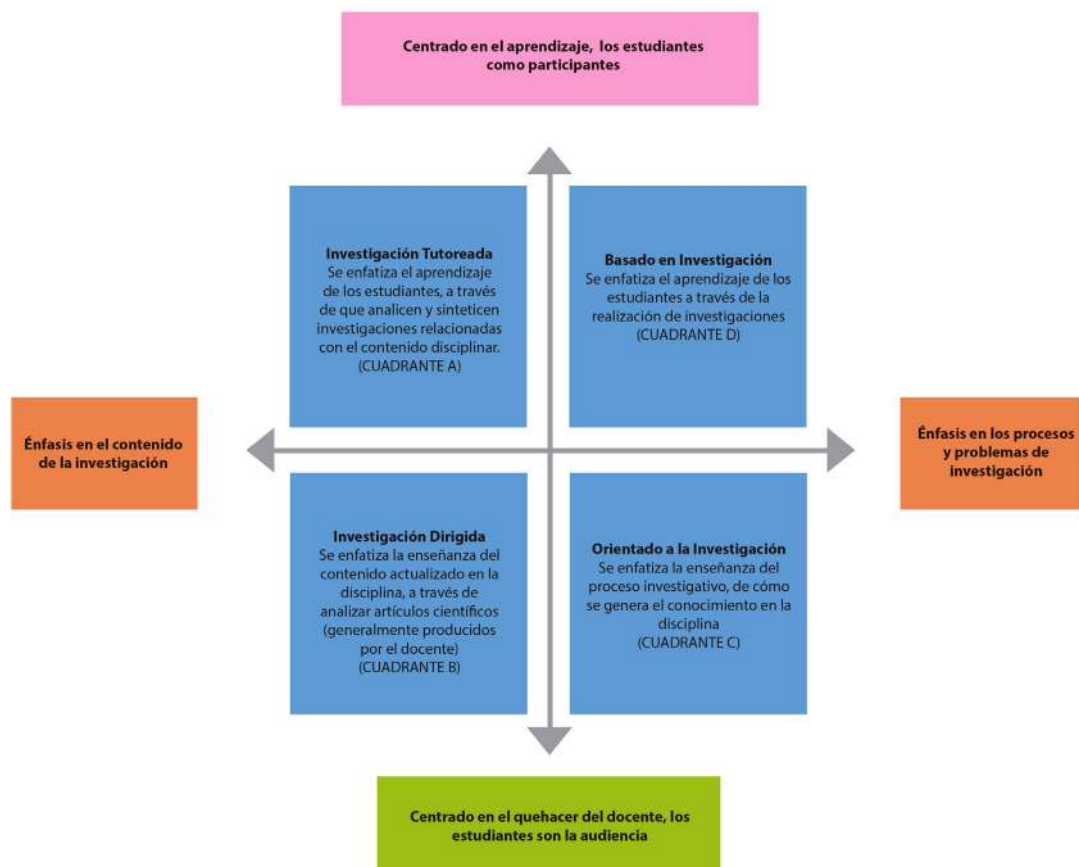 Centrado en el aprendizaje, los estudiantes
como participantes
Investigación Tutoreada
Se enfatiza el aprendizaje
de los estudiantes, a través
de que analicen y sinteticen
investigaciones relacionadas
con el contenido disciplinar.
(CUADRANTE A)
Basado en Investigación
Se enfatiza el aprendizaje de los
estudiantes a través de la
realización de investigaciones
(CUADRANTE D)
Énfasis en el contenido
de la investigación
Énfasis en los procesos
y problemas de
investigación
Investigación Dirigida
Se enfatiza la enseñanza del
contenido actualizado en la
disciplina, a través de
analizar artículos científicos
(generalmente producidos
por el docente)
(CUADRANTE B)
Orientado a la Investigación
Se enfatiza la enseñanza del
proceso investigativo, de cómo
se genera el conocimiento en la
disciplina
(CUADRANTE C)
Centrado en el quehacer del docente, los
estudiantes son la audiencia